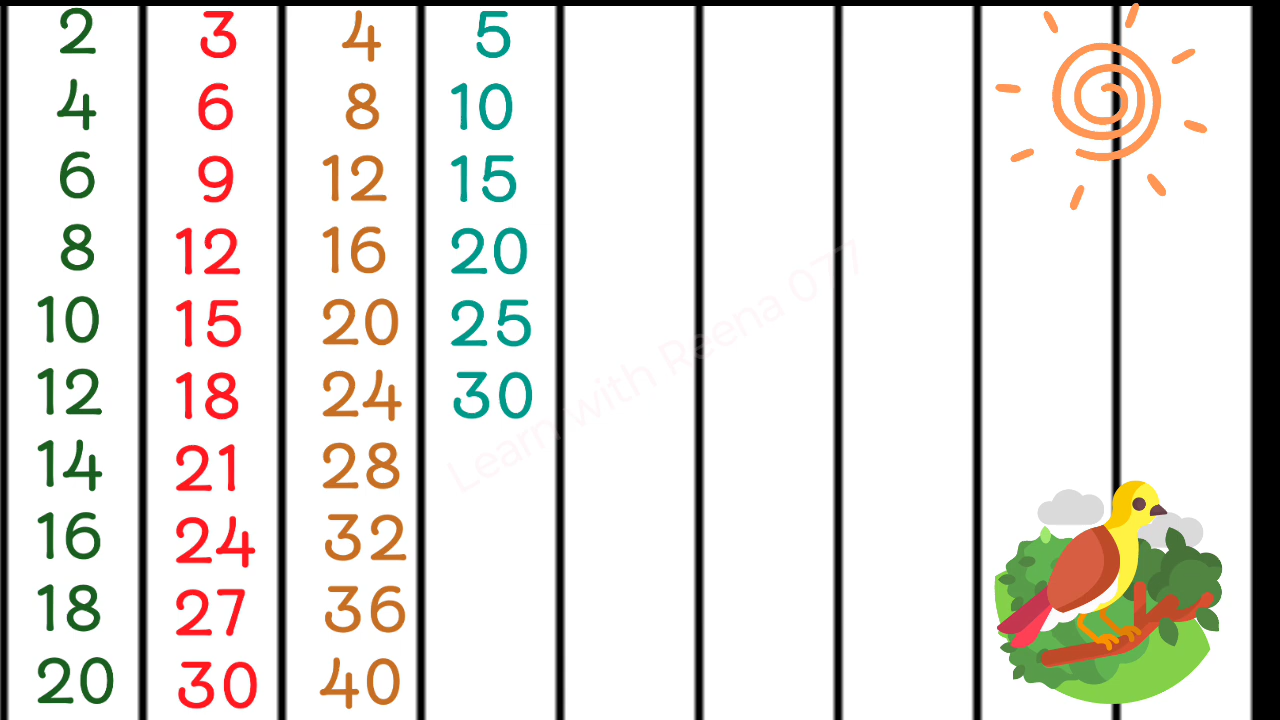 2 3 4 5
4 6 8 10
6 9 12 15
8 12 16 20
10 15 20 25
12 18 24 30
14 21 28
16 24 32
18 27 36
20 30 40
Learn with Reena 077